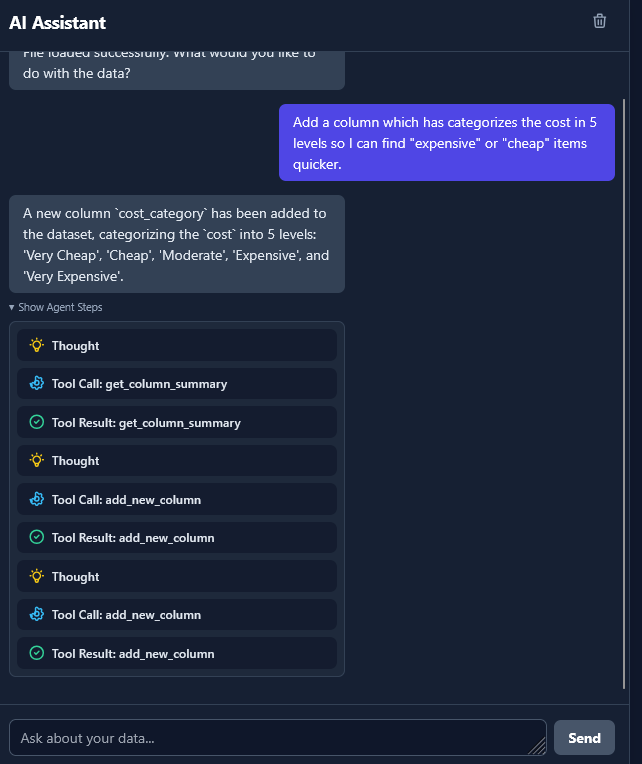 AI Assistant
File loaded successfully. What would you like to
do with the data?
Add a column which has categorizes the cost in 5
levels so I can find "expensive" or "cheap" items
quicker.
A new column `cost_category` has been added to
the dataset, categorizing the `cost` into 5 levels:
'Very Cheap', 'Cheap', 'Moderate', 'Expensive', and
'Very Expensive'.
▾ Show Agent Steps
Thought
Tool Call: get_column_summary
Tool Result: get_column_summary
Thought
Tool Call: add_new_column
Tool Result: add_new_column
Thought
Tool Call: add_new_column
Tool Result: add_new_column
Ask about your data...
Send